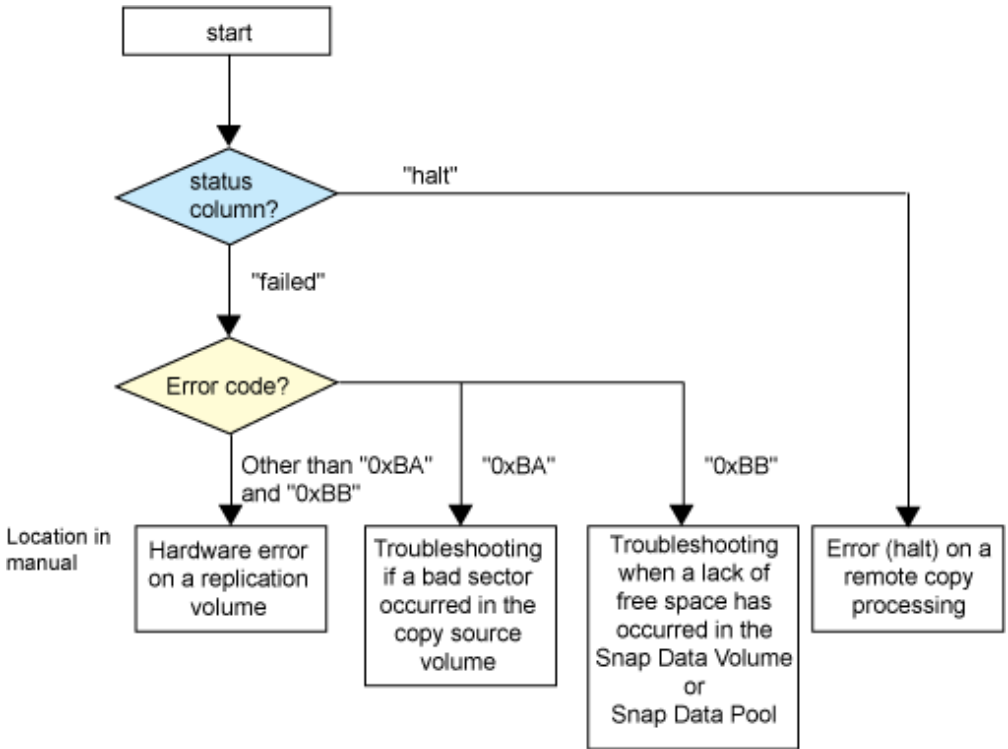 start
status
column?
"halt"
"failed"
Error code?
Other than "0xBA"
and "0xBB"
"0xBA"
"0xBB"
Location in
manual
Hardware error
on a replication
volume
Troubleshooting
if a bad sector
occurred in the
copy source
volume
Troubleshooting
when a lack of
free space has
occurred in the
Snap Data Volume
or
Snap Data Pool
Error (halt) on a
remote copy
processing